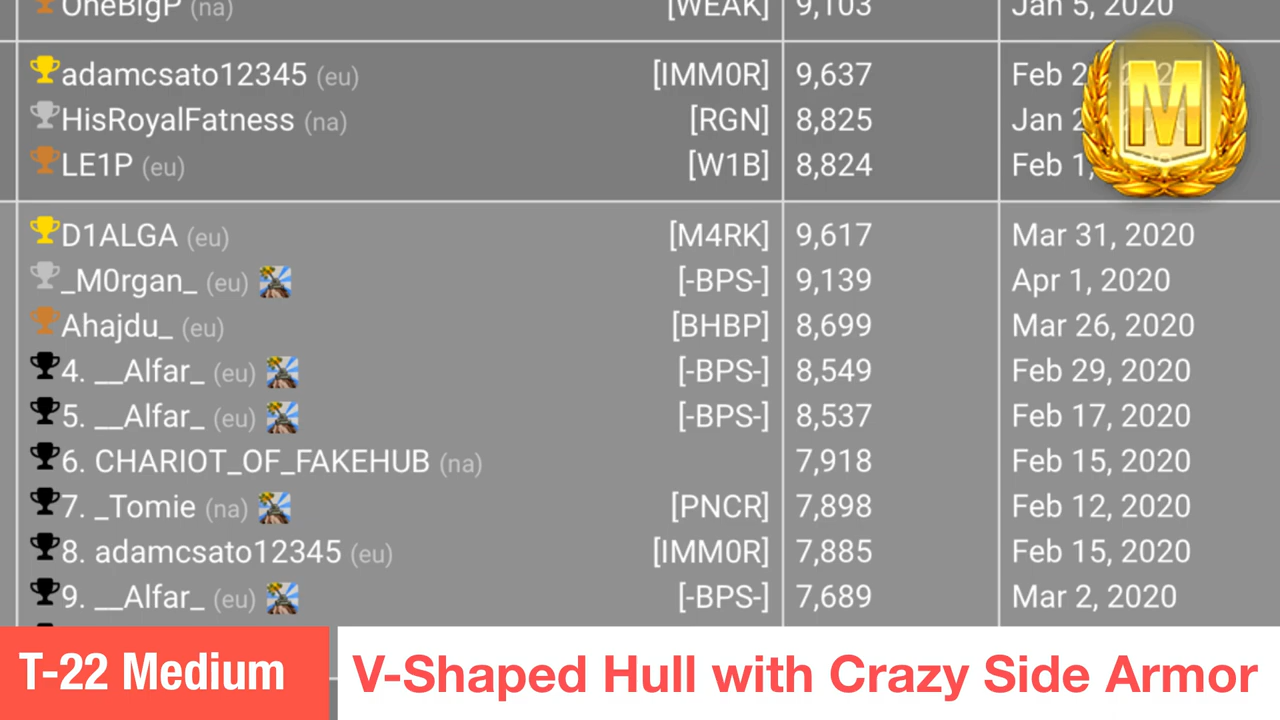 OneBigP (na) [WEAK] 9,103 Jan 5, 2020
adamcsato12345 (eu) [IMM0R] 9,637 Feb 2
HisRoyalFatness (na) [RGN] 8,825 Jan 2
LE1P (eu) [W1B] 8,824 Feb 1,
M
D1ALGA (eu) [M4RK] 9,617 Mar 31, 2020
_M0rgan_ (eu) [-BPS-] 9,139 Apr 1, 2020
Ahajdu_ (eu) [BHBP] 8,699 Mar 26, 2020
4. __Alfar_ (eu) [-BPS-] 8,549 Feb 29, 2020
5. __Alfar_ (eu) [-BPS-] 8,537 Feb 17, 2020
6. CHARIOT_OF_FAKEHUB (na) 7,918 Feb 15, 2020
7. _Tomie (na) [PNCR] 7,898 Feb 12, 2020
8. adamcsato12345 (eu) [IMM0R] 7,885 Feb 15, 2020
9. __Alfar_ (eu) [-BPS-] 7,689 Mar 2, 2020
T-22 Medium
V-Shaped Hull with Crazy Side Armor